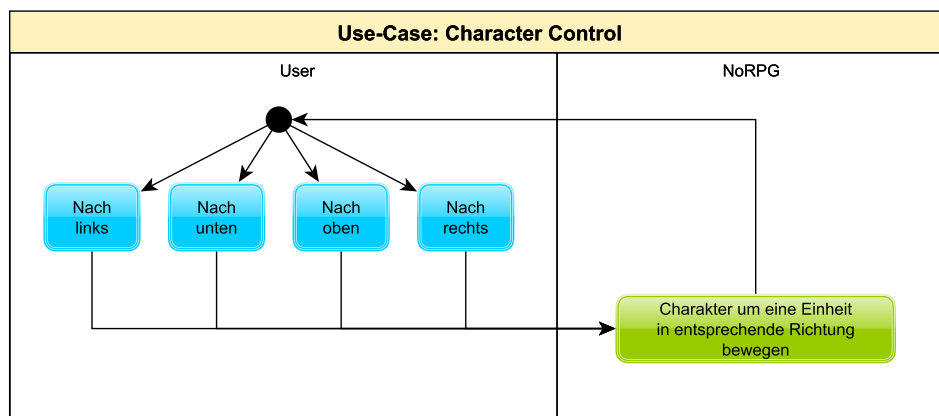 Use-Case: Character Control
User
NoRPG
Nach
links
Nach
unten
Nach
oben
Nach
rechts
Charakter um eine Einheit
in entsprechende Richtung
bewegen